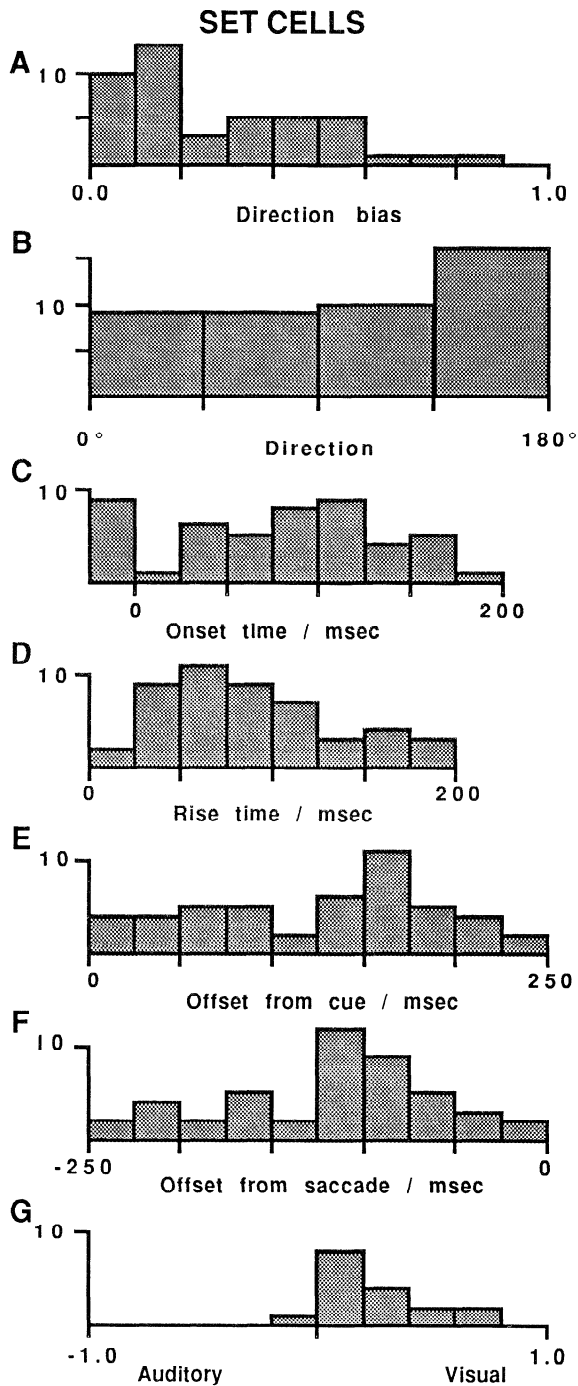 SET CELLS
A
10
0.0 1.0
Direction bias
B
10
0° 180°
Direction
C
10
0 200
Onset time / msec
D
10
0 200
Rise time / msec
E
10
0 250
Offset from cue / msec
F
10
-250 0
Offset from saccade / msec
G
10
-1.0 1.0
Auditory Visual